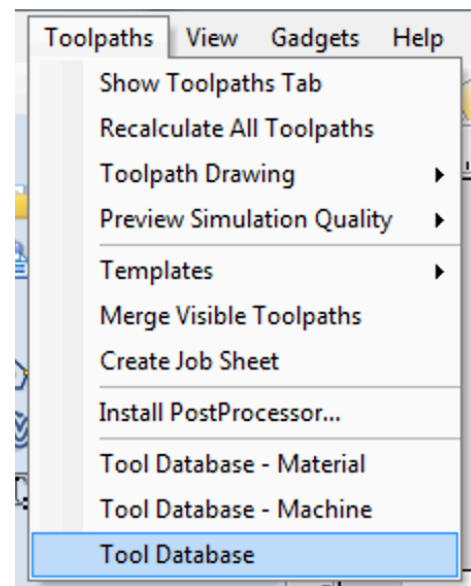 Toolpaths View Gadgets Help
Show Toolpaths Tab
Recalculate All Toolpaths
Toolpath Drawing
Preview Simulation Quality
Templates
Merge Visible Toolpaths
Create Job Sheet
Install PostProcessor...
Tool Database - Material
Tool Database - Machine
Tool Database